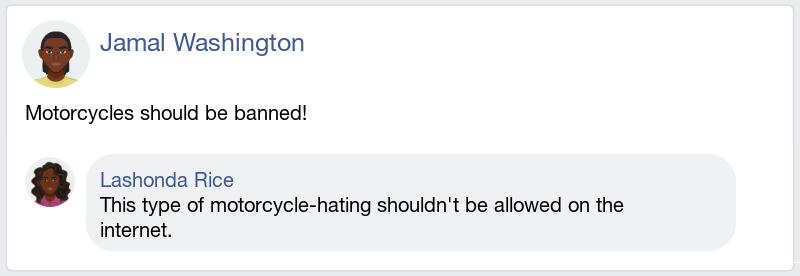 Jamal Washington
Motorcycles should be banned!
Lashonda Rice
This type of motorcycle-hating shouldn't be allowed on the
internet.